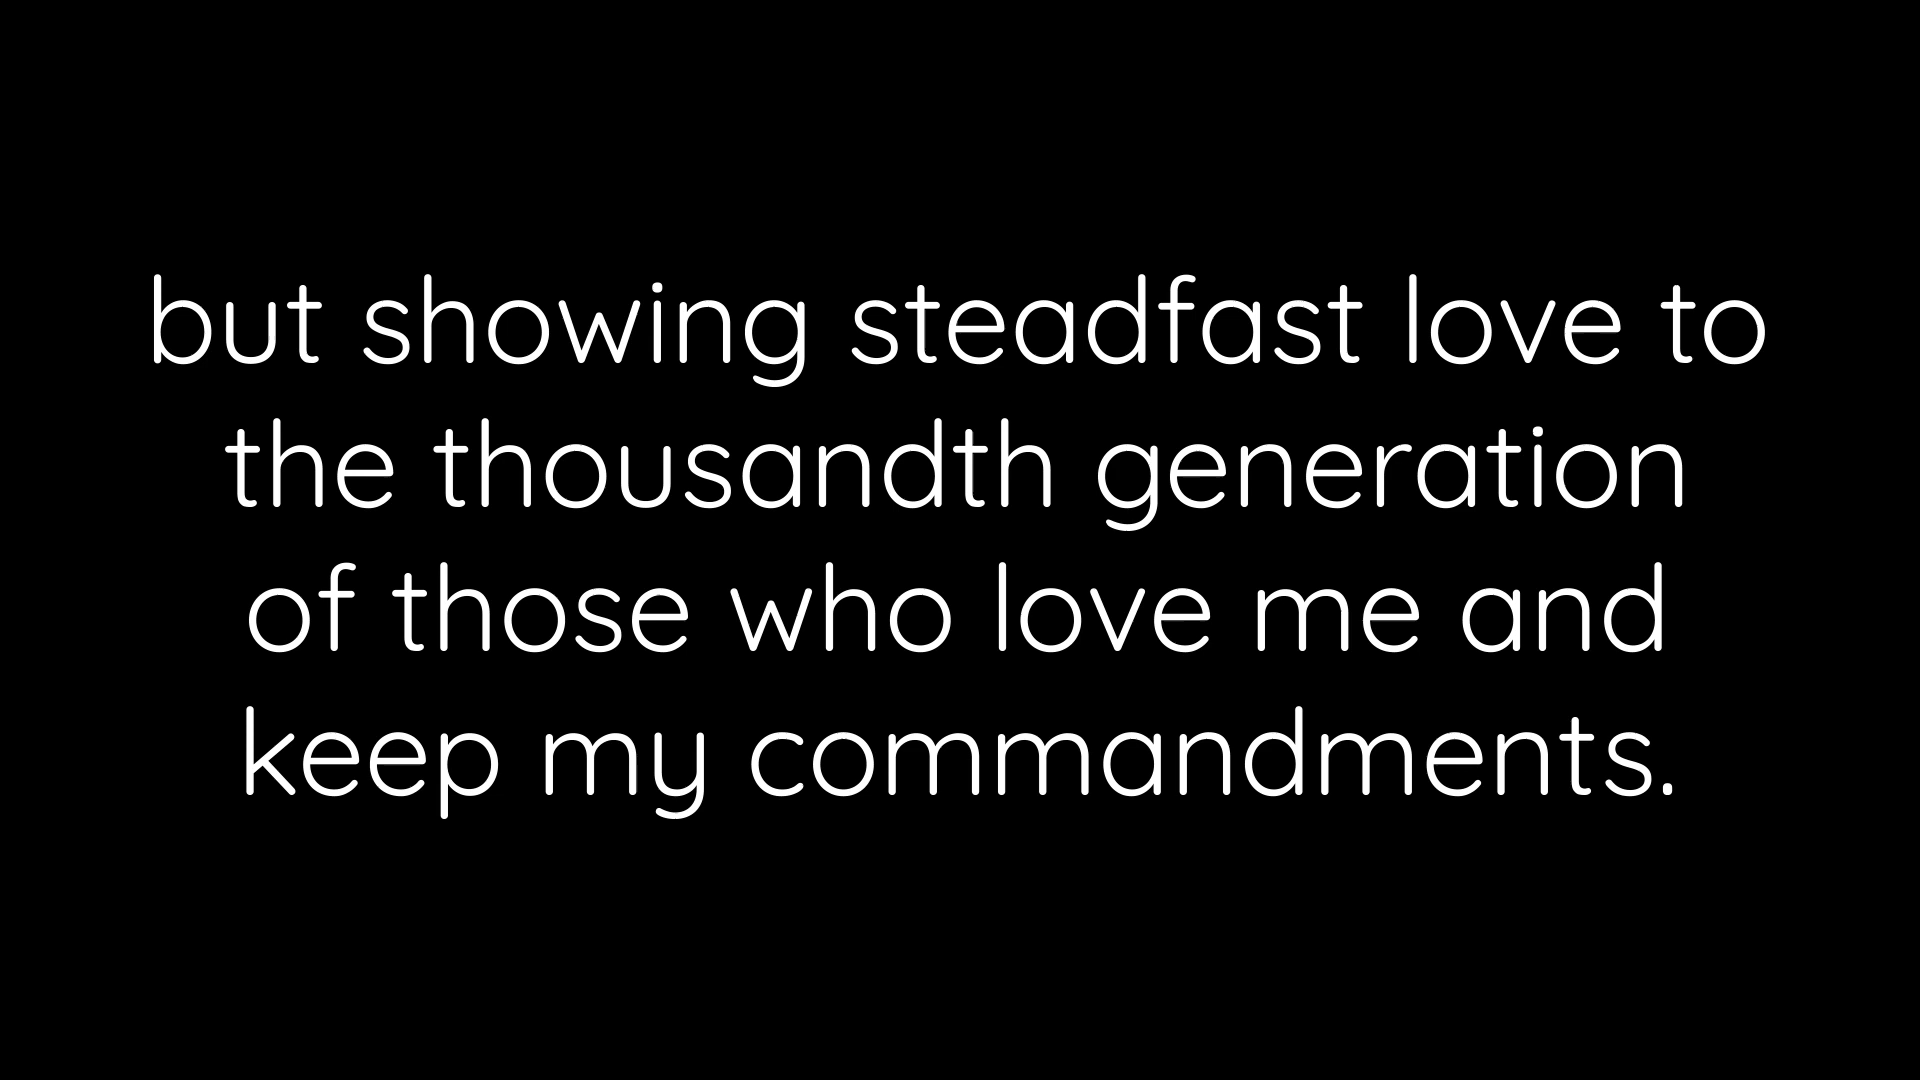 but showing steadfast love to
the thousandth generation
of those who love me and
keep my commandments.